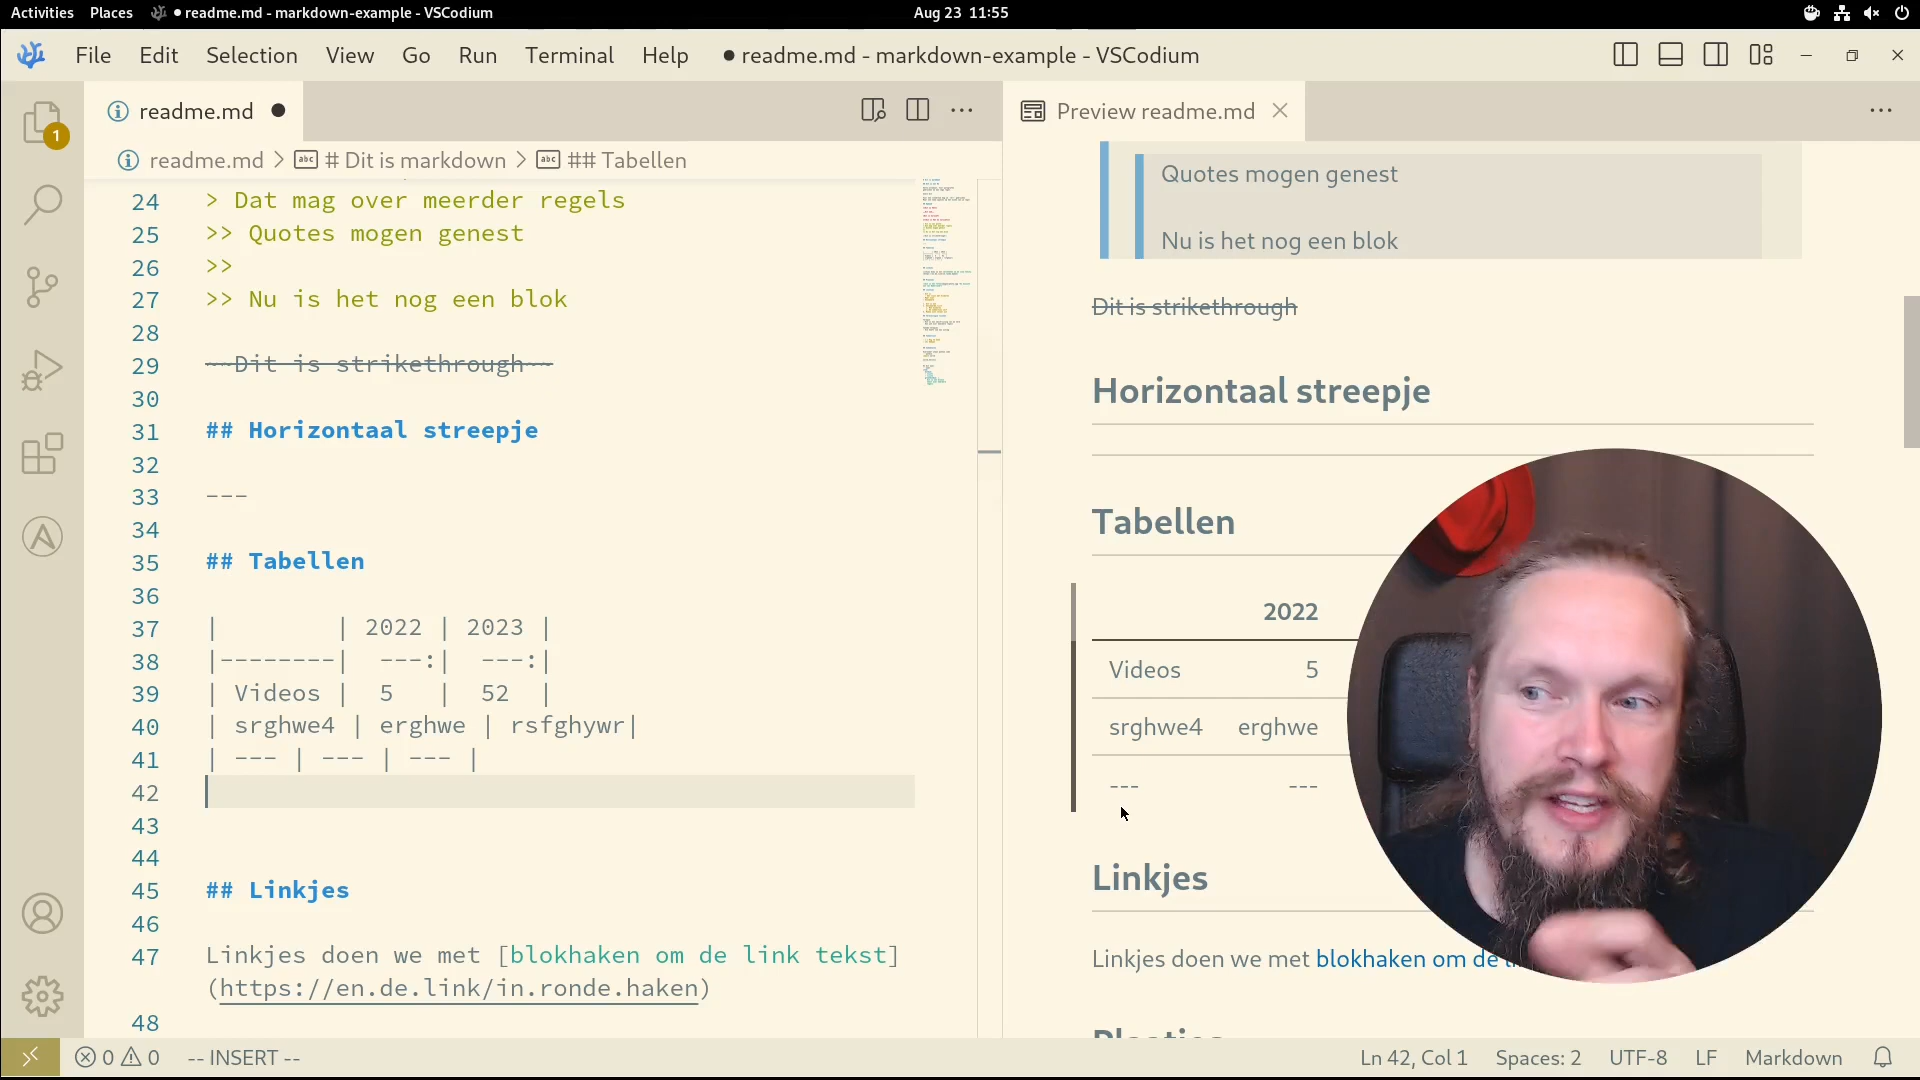 Activities Places ● readme.md - markdown-example - VSCodium Aug 23 11:55
File Edit Selection View Go Run Terminal Help ● readme.md - markdown-example - VSCodium
readme.md ●
readme.md > # Dit is markdown > ## Tabellen
1
24 > Dat mag over meerder regels
25 >> Quotes mogen genest
26 >>
27 >> Nu is het nog een blok
28
29 ~~Dit is strikethrough~~
30
31 ## Horizontaal streepje
32
33 ---
34
35 ## Tabellen
36
37 |        | 2022 | 2023 |
38 |--------|  ---:|  ---:|
39 | Videos |  5   |  52  |
40 | srghwe4 | erghwe | rsfghywr|
41 | --- | --- | --- |
42
43
44
45 ## Linkjes
46
47 Linkjes doen we met [blokhaken om de link tekst]
(https://en.de.link/in.ronde.haken)
48
Preview readme.md
Quotes mogen genest
Nu is het nog een blok
Dit is strikethrough
Horizontaal streepje
Tabellen
2022
Videos 5
srghwe4 erghwe
--- ---
Linkjes
Linkjes doen we met blokhaken om de
0 0 -- INSERT -- Ln 42, Col 1 Spaces: 2 UTF-8 LF Markdown